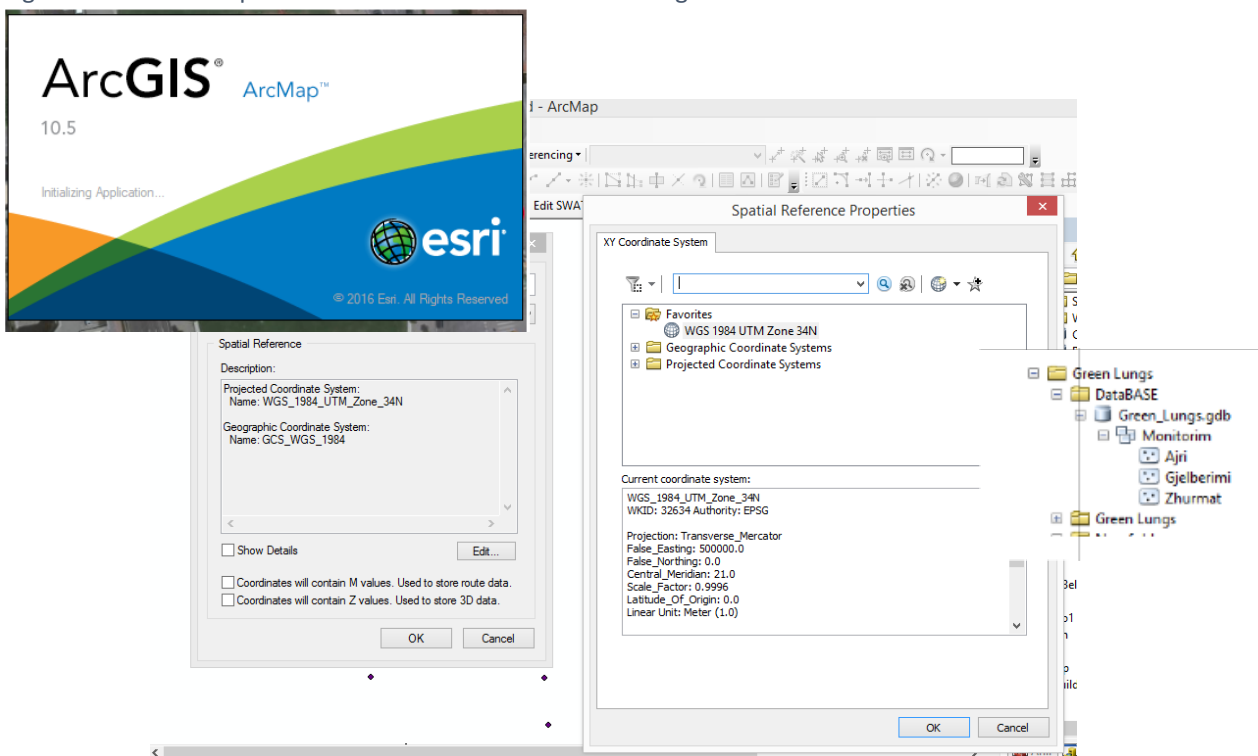 ArcGIS® ArcMap™
10.5
Initializing Application...
esri
© 2016 Esri. All Rights Reserved
- ArcMap
erencing
Edit SWA
Spatial Reference
Description:
Projected Coordinate System:
Name: WGS_1984_UTM_Zone_34N
Geographic Coordinate System:
Name: GCS_WGS_1984
Show Details
Edit...
Coordinates will contain M values. Used to store route data.
Coordinates will contain Z values. Used to store 3D data.
OK Cancel
Spatial Reference Properties
XY Coordinate System
Favorites
WGS 1984 UTM Zone 34N
Geographic Coordinate Systems
Projected Coordinate Systems
Current coordinate system:
WGS_1984_UTM_Zone_34N
WKID: 32634 Authority: EPSG
Projection: Transverse_Mercator
False_Easting: 500000.0
False_Northing: 0.0
Central_Meridian: 21.0
Scale_Factor: 0.9996
Latitude_Of_Origin: 0.0
Linear Unit: Meter (1.0)
OK Cancel
Green Lungs
DataBASE
Green_Lungs.gdb
Monitorim
Ajri
Gjelberimi
Zhurmat
Green Lungs